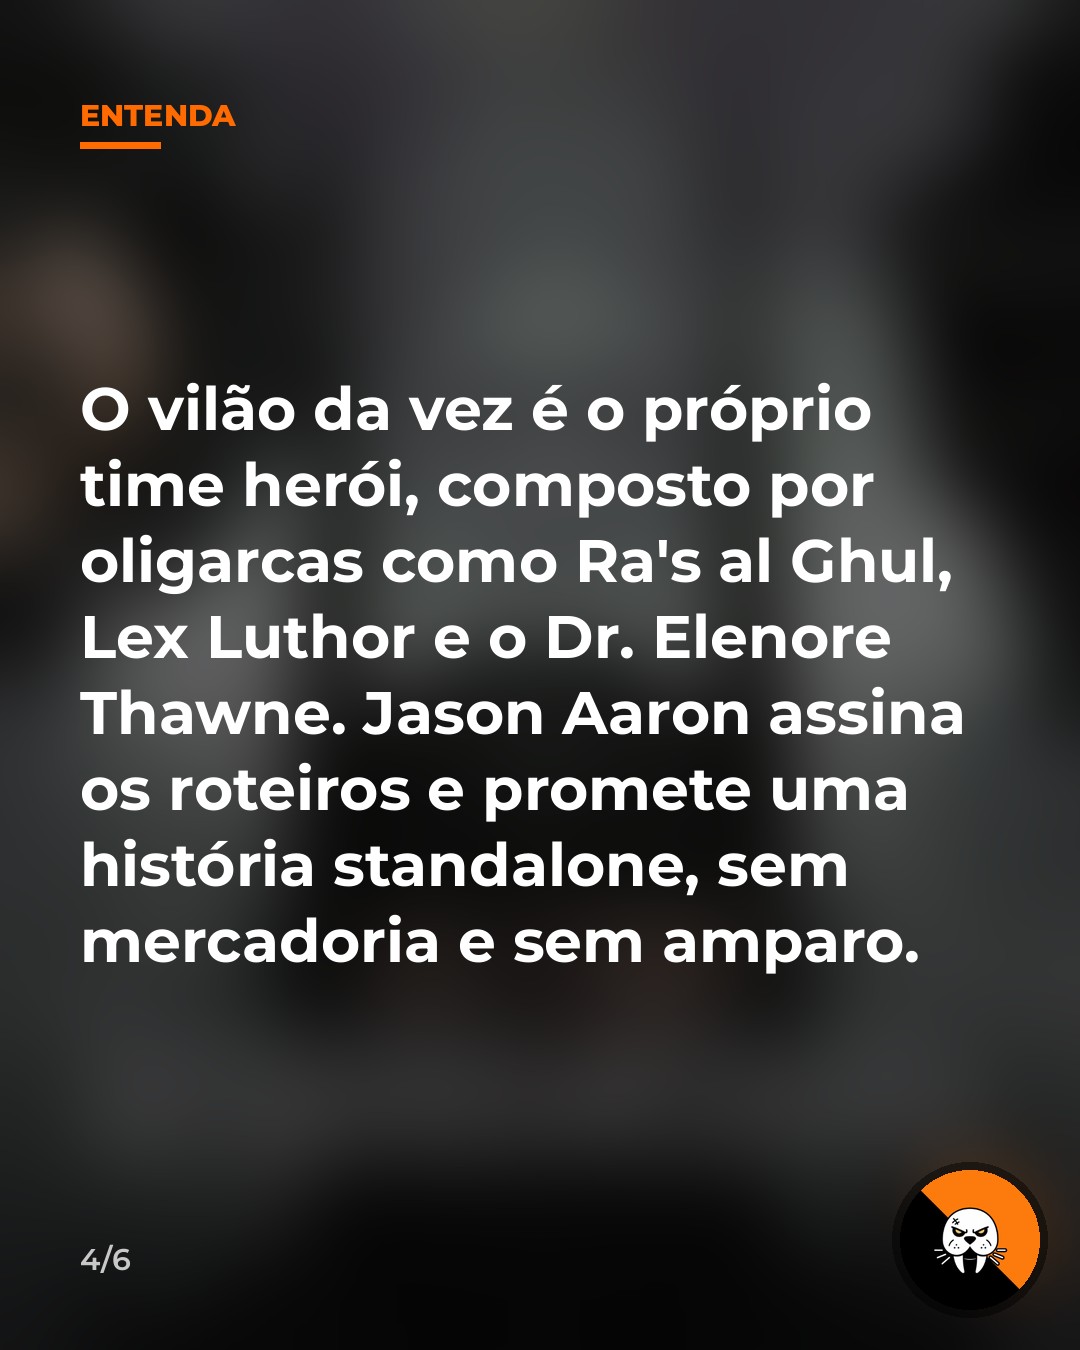 ENTENDA
O vilão da vez é o próprio
time herói, composto por
oligarcas como Ra's al Ghul,
Lex Luthor e o Dr. Elenore
Thawne. Jason Aaron assina
os roteiros e promete uma
história standalone, sem
mercadoria e sem amparo.
4/6